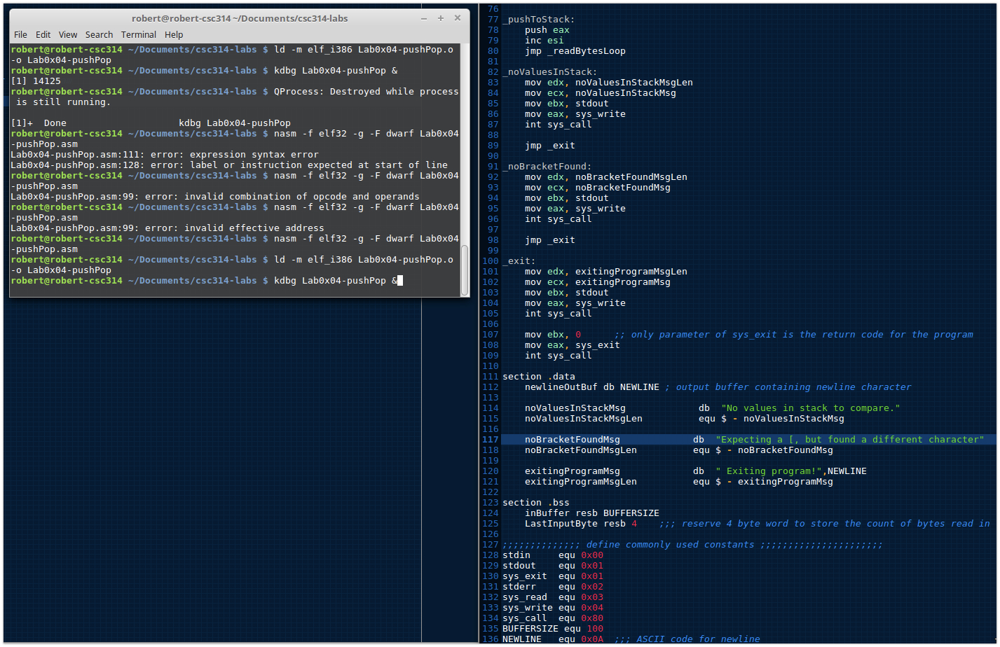 robert@robert-csc314 ~/Documents/csc314-labs
File Edit View Search Terminal Help
robert@robert-csc314 ~/Documents/csc314-labs $ ld -m elf_i386 Lab0x04-pushPop.o
-o Lab0x04-pushPop
robert@robert-csc314 ~/Documents/csc314-labs $ kdbg Lab0x04-pushPop &
[1] 14125
robert@robert-csc314 ~/Documents/csc314-labs $ QProcess: Destroyed while process
 is still running.

[1]+  Done                    kdbg Lab0x04-pushPop
robert@robert-csc314 ~/Documents/csc314-labs $ nasm -f elf32 -g -F dwarf Lab0x04
-pushPop.asm
Lab0x04-pushPop.asm:111: error: expression syntax error
Lab0x04-pushPop.asm:128: error: label or instruction expected at start of line
robert@robert-csc314 ~/Documents/csc314-labs $ nasm -f elf32 -g -F dwarf Lab0x04
-pushPop.asm
Lab0x04-pushPop.asm:99: error: invalid combination of opcode and operands
robert@robert-csc314 ~/Documents/csc314-labs $ nasm -f elf32 -g -F dwarf Lab0x04
-pushPop.asm
Lab0x04-pushPop.asm:99: error: invalid effective address
robert@robert-csc314 ~/Documents/csc314-labs $ nasm -f elf32 -g -F dwarf Lab0x04
-pushPop.asm
robert@robert-csc314 ~/Documents/csc314-labs $ ld -m elf_i386 Lab0x04-pushPop.o
-o Lab0x04-pushPop
robert@robert-csc314 ~/Documents/csc314-labs $ kdbg Lab0x04-pushPop &
76
77 _pushToStack:
78     push eax
79     inc esi
80     jmp _readBytesLoop
81
82 _noValuesInStack:
83     mov edx, noValuesInStackMsgLen
84     mov ecx, noValuesInStackMsg
85     mov ebx, stdout
86     mov eax, sys_write
87     int sys_call
88
89     jmp _exit
90
91 _noBracketFound:
92     mov edx, noBracketFoundMsgLen
93     mov ecx, noBracketFoundMsg
94     mov ebx, stdout
95     mov eax, sys_write
96     int sys_call
97
98     jmp _exit
99
100 _exit:
101     mov edx, exitingProgramMsgLen
102     mov ecx, exitingProgramMsg
103     mov ebx, stdout
104     mov eax, sys_write
105     int sys_call
106
107     mov ebx, 0      ;; only parameter of sys_exit is the return code for the program
108     mov eax, sys_exit
109     int sys_call
110
111 section .data
112     newlineOutBuf db NEWLINE ; output buffer containing newline character
113
114     noValuesInStackMsg             db  "No values in stack to compare."
115     noValuesInStackMsgLen          equ $ - noValuesInStackMsg
116
117     noBracketFoundMsg             db  "Expecting a [, but found a different character"
118     noBracketFoundMsgLen          equ $ - noBracketFoundMsg
119
120     exitingProgramMsg             db  " Exiting program!",NEWLINE
121     exitingProgramMsgLen          equ $ - exitingProgramMsg
122
123 section .bss
124     inBuffer resb BUFFERSIZE
125     LastInputByte resb 4    ;;; reserve 4 byte word to store the count of bytes read in
126
127 ;;;;;;;;;;;;;; define commonly used constants ;;;;;;;;;;;;;;;;;;;;;;
128 stdin     equ 0x00
129 stdout    equ 0x01
130 sys_exit  equ 0x01
131 stderr    equ 0x02
132 sys_read  equ 0x03
133 sys_write equ 0x04
134 sys_call  equ 0x80
135 BUFFERSIZE equ 100
136 NEWLINE   equ 0x0A  ;;; ASCII code for newline